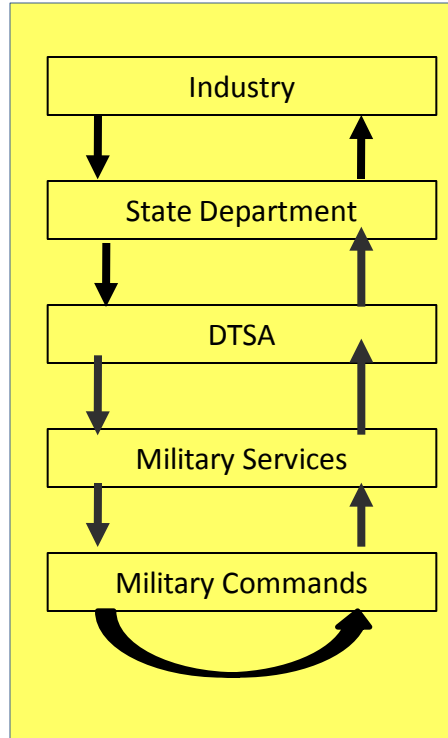 Industry
State Department
DTSA
Military Services
Military Commands